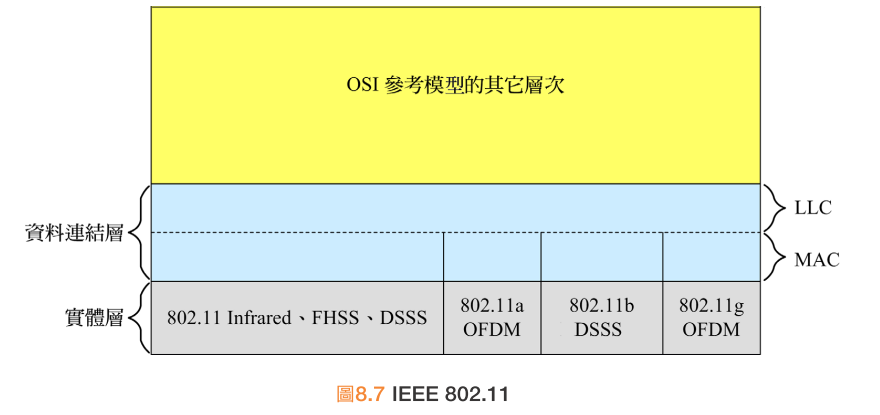 OSI 參考模型的其它層次
資料連結層
LLC
MAC
實體層
802.11 Infrared、FHSS、DSSS
802.11a
OFDM
802.11b
DSSS
802.11g
OFDM
圖8.7 IEEE 802.11